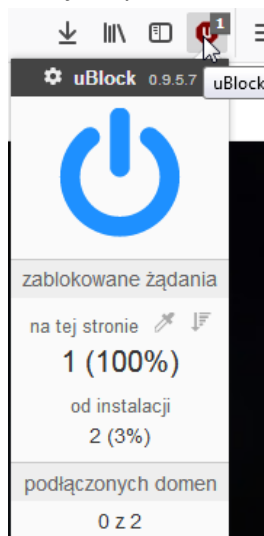 1
uBlock 0.9.5.7
uBlock
zablokowane żądania
na tej stronie
1 (100%)
od instalacji
2 (3%)
podłączonych domen
0 z 2